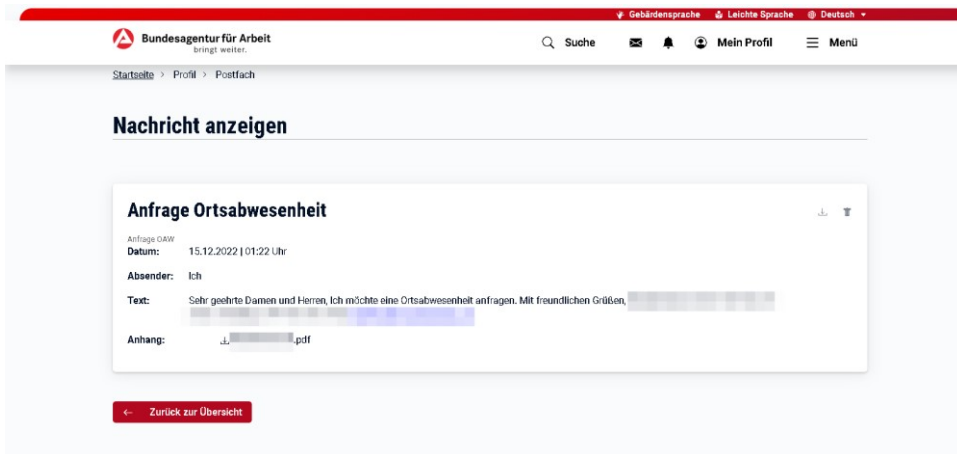 Gebärdensprache Leichte Sprache Deutsch
Bundesagentur für Arbeit
bringt weiter.
Suche Mein Profil Menü
Startseite > Profil > Postfach
Nachricht anzeigen
Anfrage Ortsabwesenheit
Anfrage OAW
Datum: 15.12.2022 | 01:22 Uhr
Absender: Ich
Text: Sehr geehrte Damen und Herren, Ich möchte eine Ortsabwesenheit anfragen. Mit freundlichen Grüßen,
Anhang: .pdf
← Zurück zur Übersicht